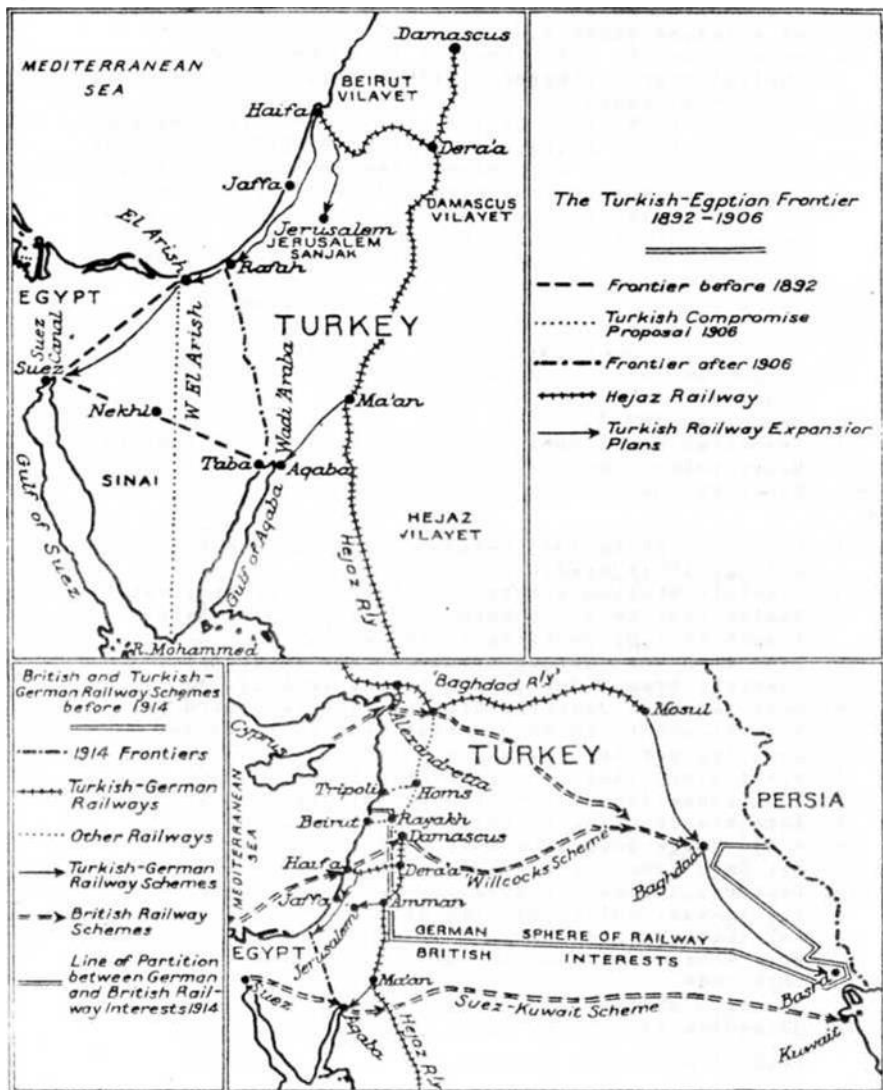 Damascus
MEDITERRANEAN
SEA
BEIRUT
VILAYET
Haifa
Dera'a
Jaffa
DAMASCUS
VILAYET
Jerusalem
JERUSALEM
SANJAK
El Arish
Rafah
EGYPT
TURKEY
Suez
Canal
Suez
W El Arish
Wadi 'Araba
Ma'an
Nekhl
Taba
Aqaba
SINAI
Gulf of Suez
Gulf of Aqaba
Hejaz Rly
HEJAZ
VILAYET
R. Mohammed
The Turkish-Egptian Frontier
1892-1906
Frontier before 1892
Turkish Compromise
Proposal 1906
Frontier after 1906
Hejaz Railway
Turkish Railway Expansior
Plans
British and Turkish-
German Railway Schemes
before 1914
1914 Frontiers
Turkish-German
Railways
Other Railways
Turkish-German
Railway Schemes
British Railway
Schemes
Line of Partition
between German
and British Rail-
way Interests 1914
'Baghdad Rly'
Mosul
Cyprus
Alexandretta
TURKEY
PERSIA
Tripoli
Homs
MEDITERRANEAN
SEA
Beirut
Rayakh
Damascus
Haifa
Dera'a
'Willcocks Scheme'
Baghdad
Jaffa
Amman
Jerusalem
GERMAN SPHERE OF RAILWAY
BRITISH INTERESTS
EGYPT
Suez
Ma'an
Basra
Aqaba
Suez-Kuwait Scheme
Hejaz Rly
Kuwait